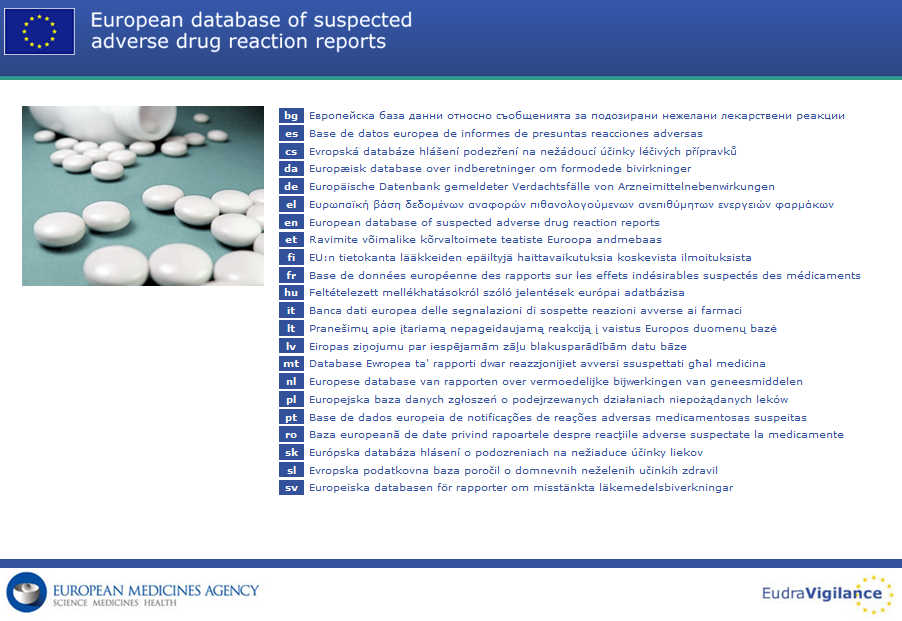 European database of suspected
adverse drug reaction reports
bg Европейска база данни относно съобщенията за подозирани нежелани лекарствени реакции
es Base de datos europea de informes de presuntas reacciones adversas
cs Evropská databáze hlášení podezření na nežádoucí účinky léčivých přípravků
da Europæisk database over indberetninger om formodede bivirkninger
de Europäische Datenbank gemeldeter Verdachtsfälle von Arzneimittelnebenwirkungen
el Ευρωπαϊκή βάση δεδομένων αναφορών πιθανολογούμενων ανεπιθύμητων ενεργειών φαρμάκων
en European database of suspected adverse drug reaction reports
et Ravimite võimalike kõrvaltoimete teatiste Euroopa andmebaas
fi EU:n tietokanta lääkkeiden epäiltyjä haittavaikutuksia koskevista ilmoituksista
fr Base de données européenne des rapports sur les effets indésirables suspectés des médicaments
hu Feltételezett mellékhatásokról szóló jelentések európai adatbázisa
it Banca dati europea delle segnalazioni di sospette reazioni avverse ai farmaci
lt Pranešimų apie įtariamą nepageidaujamą reakciją į vaistus Europos duomenų bazė
lv Eiropas ziņojumu par iespējamām zāļu blakusparādībām datu bāze
mt Database Ewropea ta' rapporti dwar reazzjonijiet avversi ssuspettati għal mediċina
nl Europese database van rapporten over vermoedelijke bijwerkingen van geneesmiddelen
pl Europejska baza danych zgłoszeń o podejrzewanych działaniach niepożądanych leków
pt Base de dados europeia de notificações de reações adversas medicamentosas suspeitas
ro Baza europeană de date privind rapoartele despre reacţiile adverse suspectate la medicamente
sk Európska databáza hlásení o podozreniach na nežiaduce účinky liekov
sl Evropska podatkovna baza poročil o domnevnih neželenih učinkih zdravil
sv Europeiska databasen för rapporter om misstänkta läkemedelsbiverkningar
EUROPEAN MEDICINES AGENCY
SCIENCE MEDICINES HEALTH
EudraVigilance